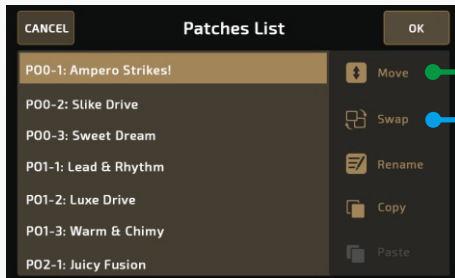 CANCEL Patches List OK
P00-1: Ampero Strikes!
Move
P00-2: Slike Drive
Swap
P00-3: Sweet Dream
P01-1: Lead & Rhythm
Rename
P01-2: Luxe Drive
Copy
P01-3: Warm & Chimy
Paste
P02-1: Juicy Fusion